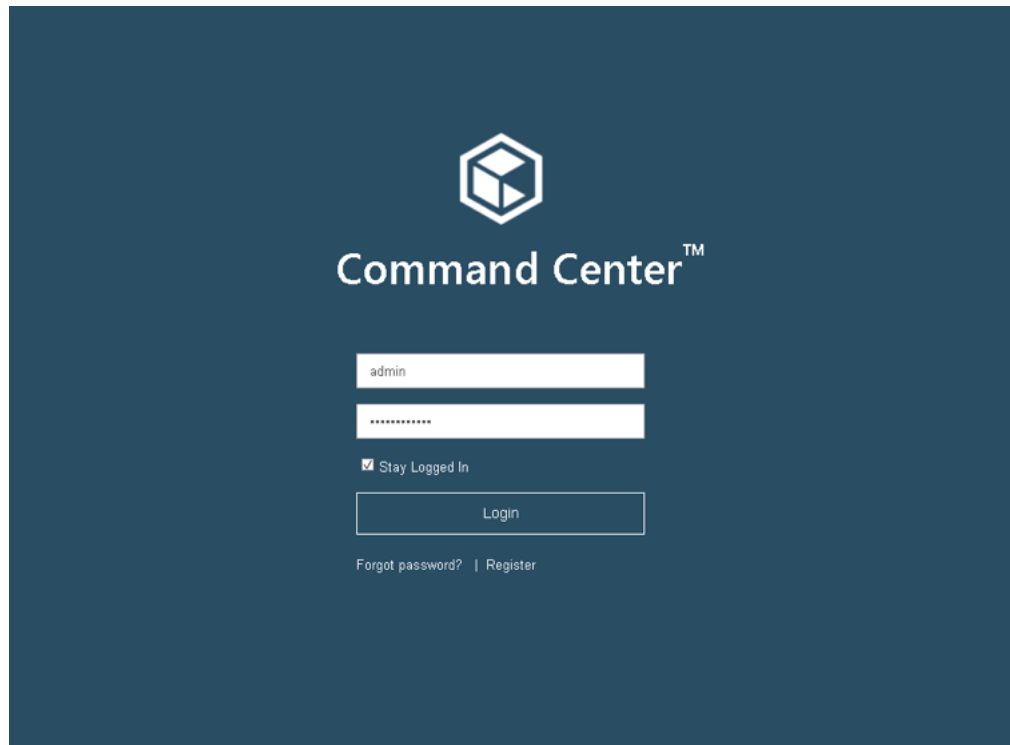 Command Center™
admin
••••••••••••
Stay Logged In
Login
Forgot password? | Register